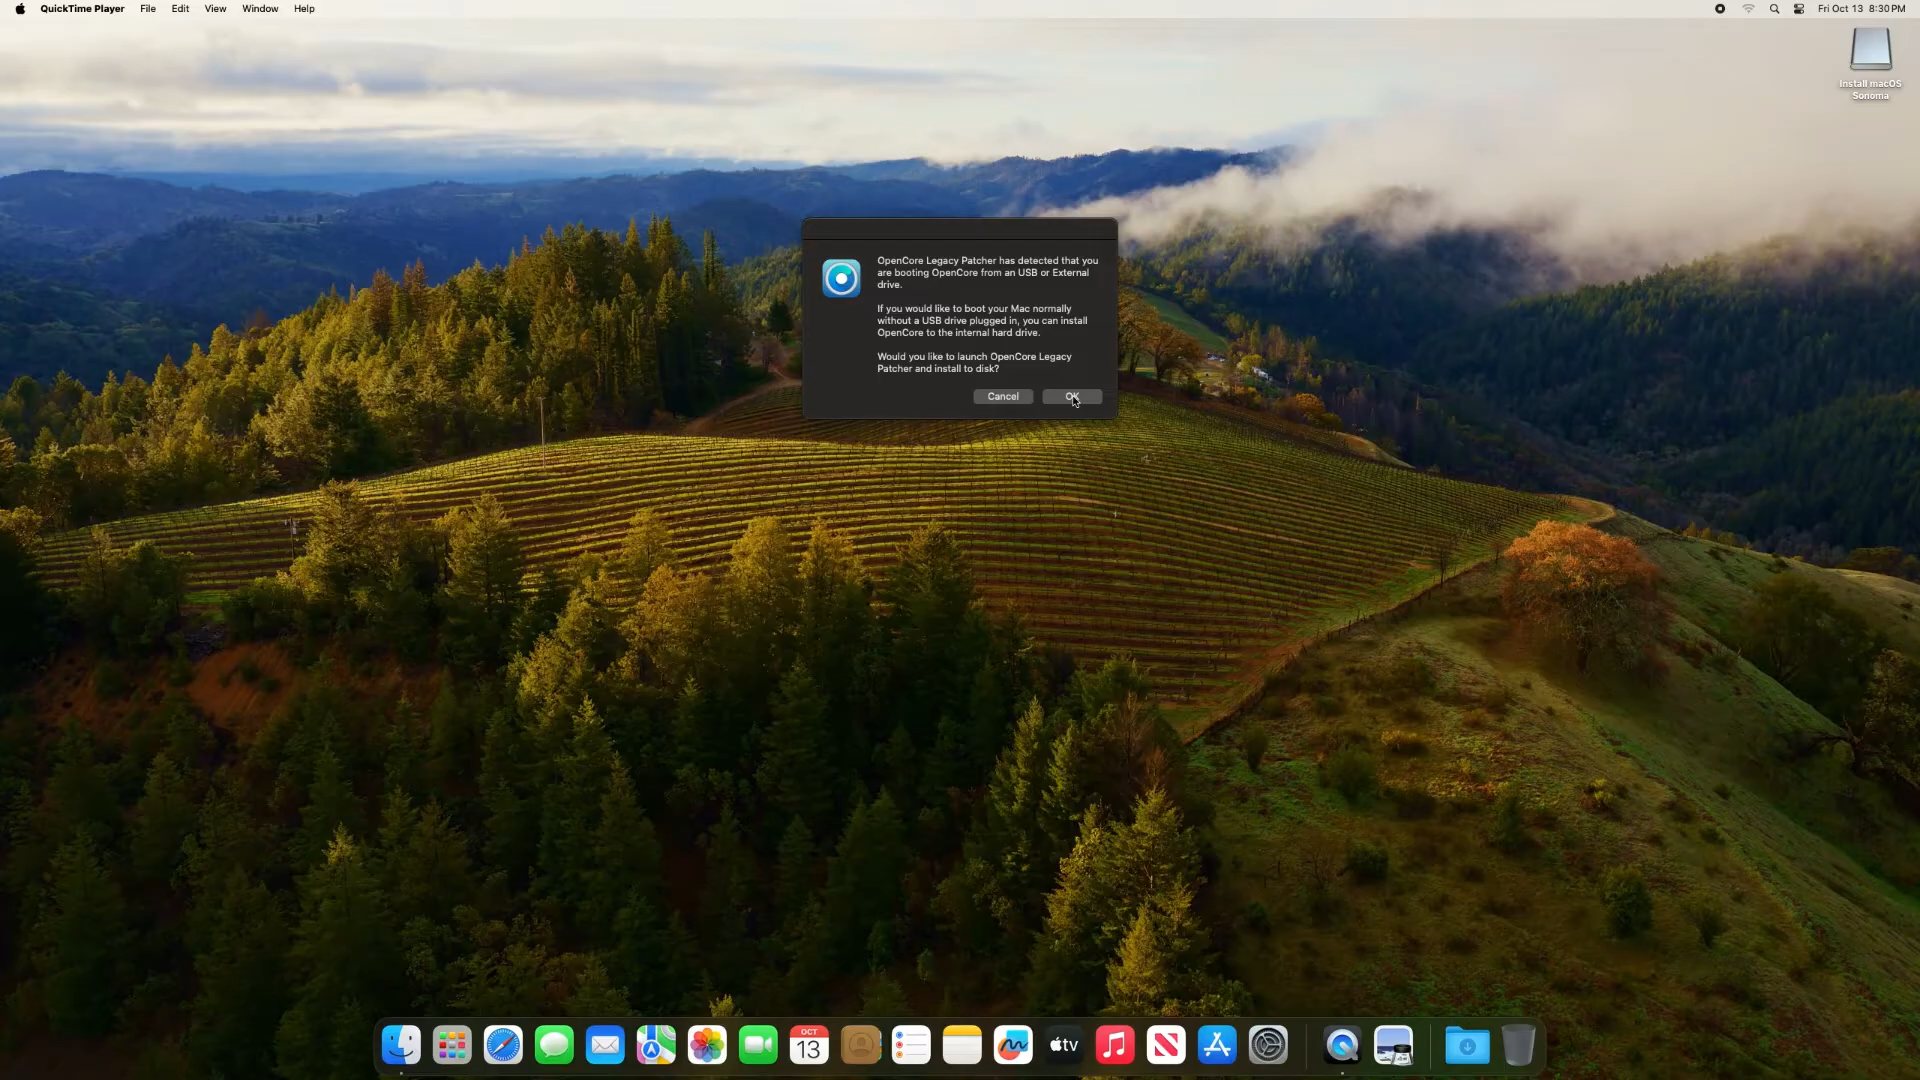 QuickTime Player File Edit View Window Help
Fri Oct 13 8:30 PM
Install macOS
Sonoma
OpenCore Legacy Patcher has detected that you
are booting OpenCore from an USB or External
drive.
If you would like to boot your Mac normally
without a USB drive plugged in, you can install
OpenCore to the internal hard drive.
Would you like to launch OpenCore Legacy
Patcher and install to disk?
Cancel OK
OCT
13
tv